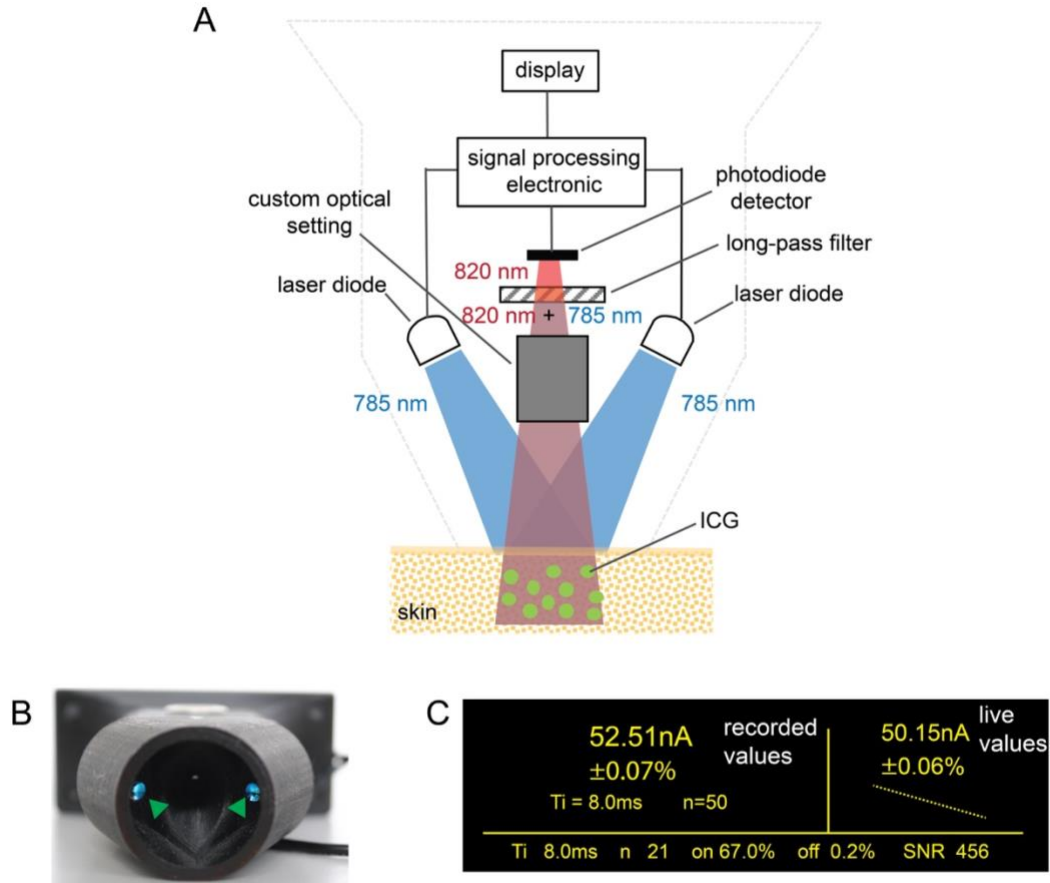 A
display
signal processing
electronic
custom optical
setting
photodiode
detector
long-pass filter
820 nm
laser diode
laser diode
820 nm + 785 nm
785 nm
785 nm
ICG
skin
B
C
52.51nA
±0.07%
Ti = 8.0ms n=50
recorded
values
50.15nA
±0.06%
live
values
Ti 8.0ms n 21 on 67.0% off 0.2% SNR 456